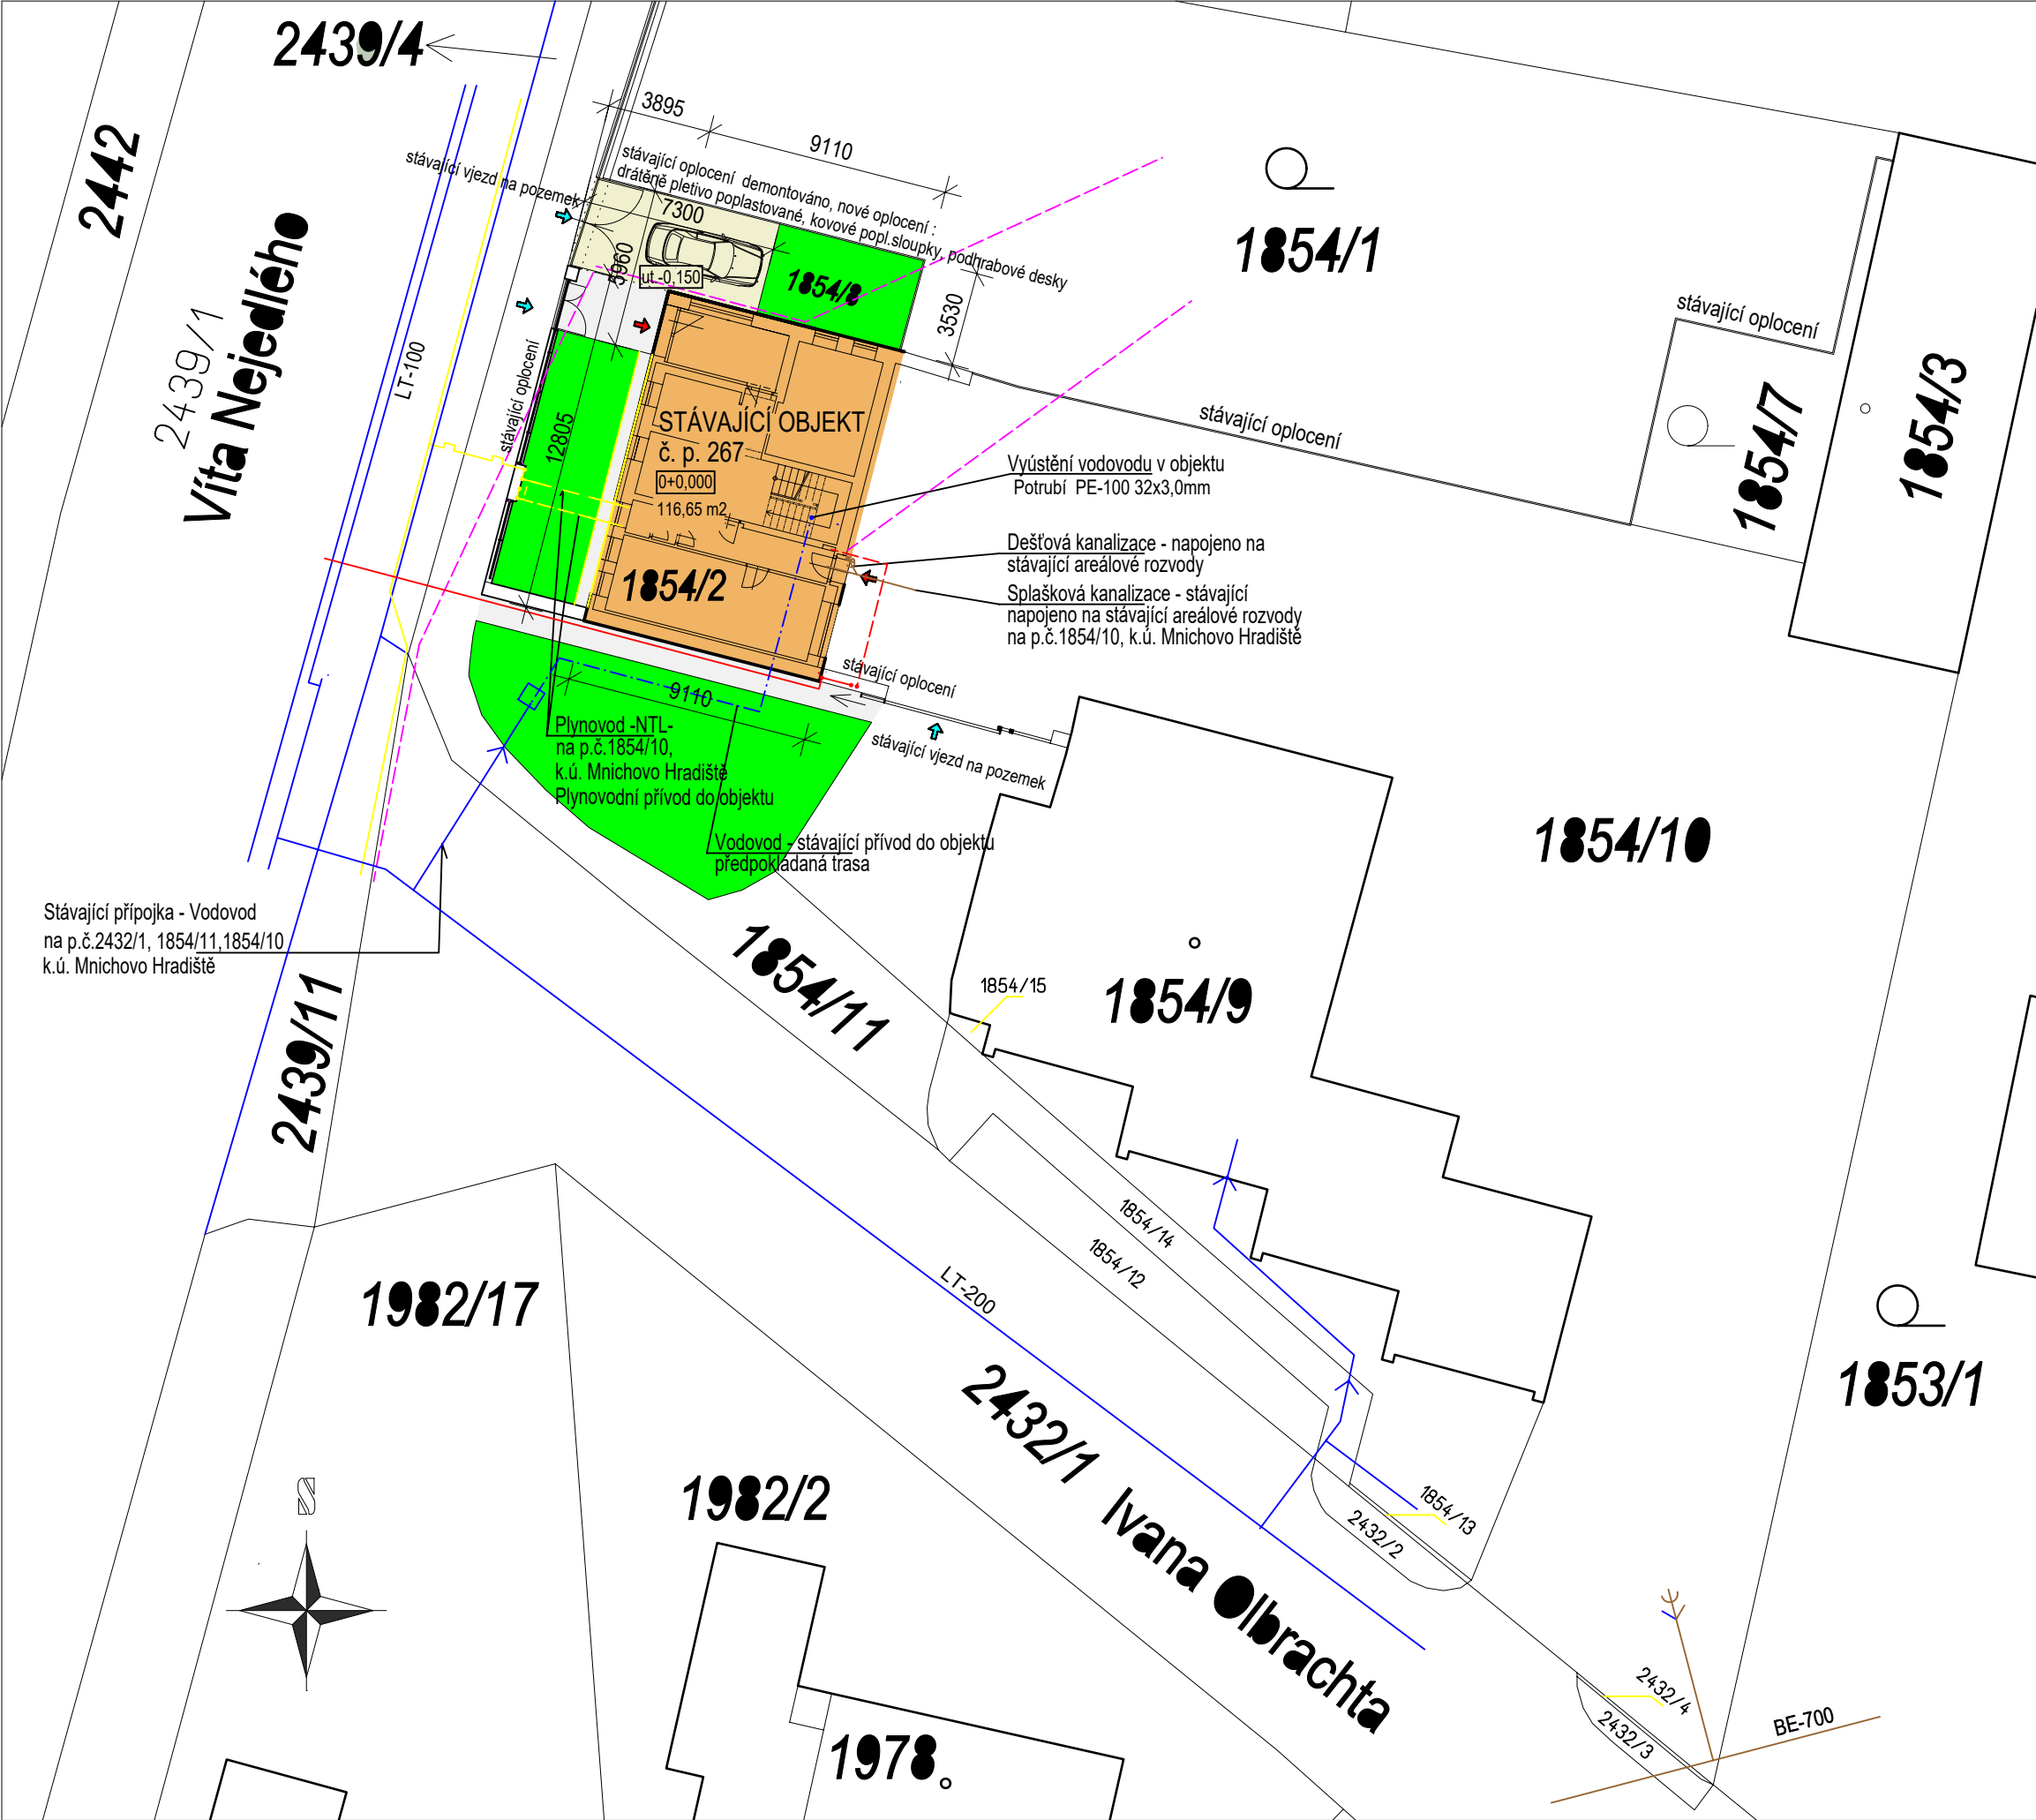 2439/4
3895
9110
2442
stávající vjezd na pozemek
stávající oplocení demontováno, nové oplocení :
drátěné pletivo poplastované, kovové popl.sloupky, podhrabové desky
7300
5960
ut.-0,150
1854/8
3530
1854/1
stávající oplocení
1854/7
1854/3
2439/1
Víta Nejedlého
LT-100
stávající oplocení
12805
STÁVAJÍCÍ OBJEKT
č. p. 267
0+0,000
116,65 m2
1854/2
stávající oplocení
Vyústění vodovodu v objektu
Potrubí PE-100 32x3,0mm
Dešťová kanalizace - napojeno na
stávající areálové rozvody
Splašková kanalizace - stávající
napojeno na stávající areálové rozvody
na p.č.1854/10, k.ú. Mnichovo Hradiště
stávající oplocení
9110
stávající vjezd na pozemek
Plynovod -NTL-
na p.č.1854/10,
k.ú. Mnichovo Hradiště
Plynovodní přívod do objektu
Vodovod - stávající přívod do objektu
předpokládaná trasa
1854/10
Stávající přípojka - Vodovod
na p.č.2432/1, 1854/11,1854/10
k.ú. Mnichovo Hradiště
2439/11
1854/11
1854/15
1854/9
1854/14
1854/12
LT-200
1982/17
1853/1
2432/1 Ivana Olbrachta
1982/2
S
1854/13
2432/2
2432/4
2432/3
BE-700
1978